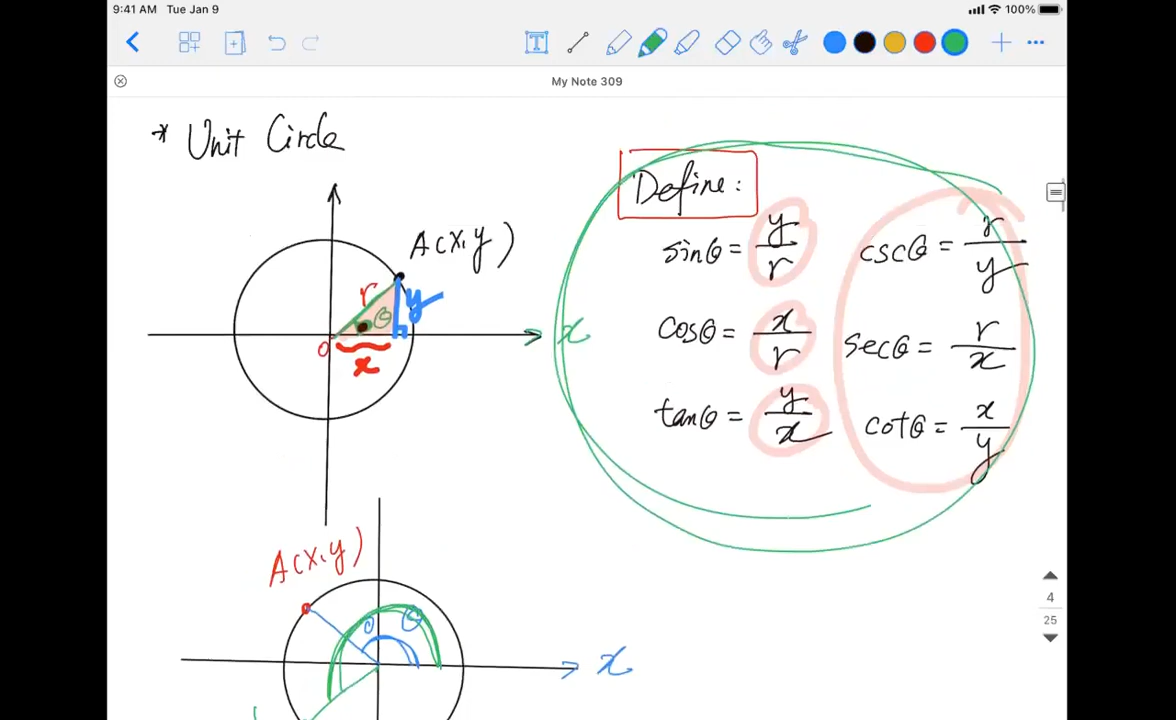 9:41 AM Tue Jan 9
100%
My Note 309
* Unit Circle
A(x,y)
r
θ
y
x
O
x
Define:
sinθ = y/r
cscθ = r/y
cosθ = x/r
secθ = r/x
tanθ = y/x
cotθ = x/y
A(x,y)
θ
θ
x
4
25